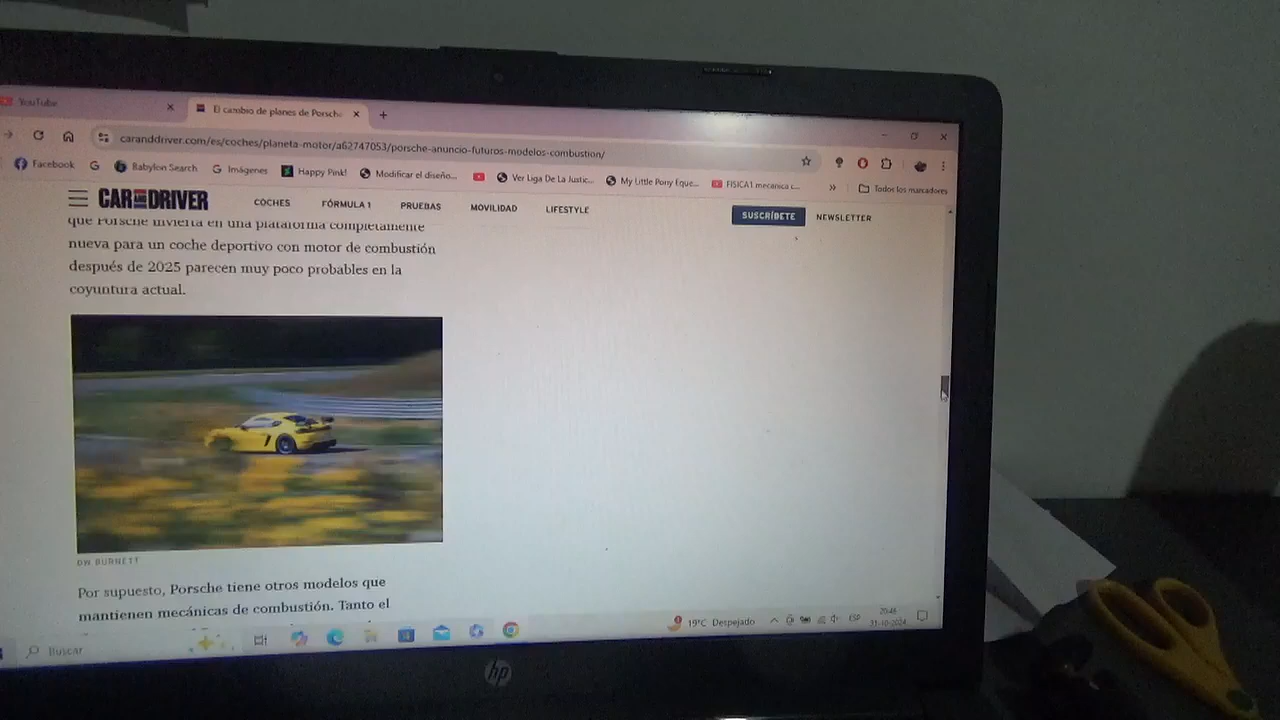 YouTube
El cambio de planes de Porsche
caranddriver.com/es/coches/planeta-motor/a62747053/porsche-anuncio-futuros-modelos-combustion/
Facebook
Babylon Search
Imágenes
Happy Pink!
Modificar el diseño...
Ver Liga De La Justic...
My Little Pony Eque...
FISICA1 mecanica c...
Todos los marcadores
CAR AND DRIVER
COCHES
FÓRMULA 1
PRUEBAS
MOVILIDAD
LIFESTYLE
SUSCRÍBETE
NEWSLETTER
que Porsche invierta en una plataforma completamente
nueva para un coche deportivo con motor de combustión
después de 2025 parecen muy poco probables en la
coyuntura actual.
DW BURNETT
Por supuesto, Porsche tiene otros modelos que
mantienen mecánicas de combustión. Tanto el
Buscar
19°C Despejado
ESP
20:46
31-10-2024
hp